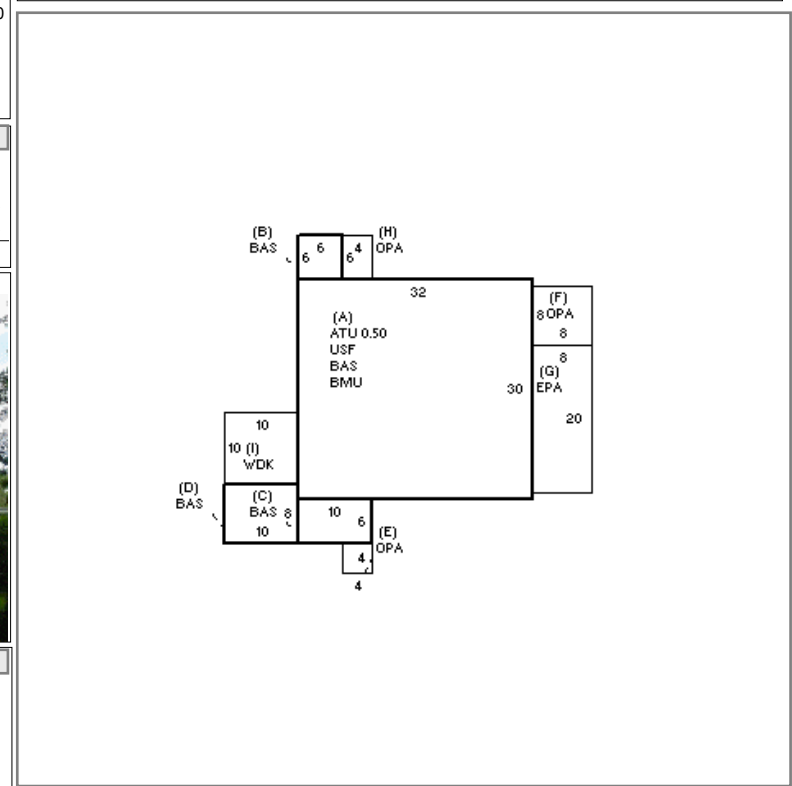 (B)
BAS
6
6
6
4
(H)
OPA
32
(A)
ATU 0.50
USF
BAS
BMU
30
(F)
8 OPA
8
8
(G)
EPA
20
10
10 (I)
WDK
(D)
BAS
(C)
BAS 8
10
10
6
(E)
OPA
4
4